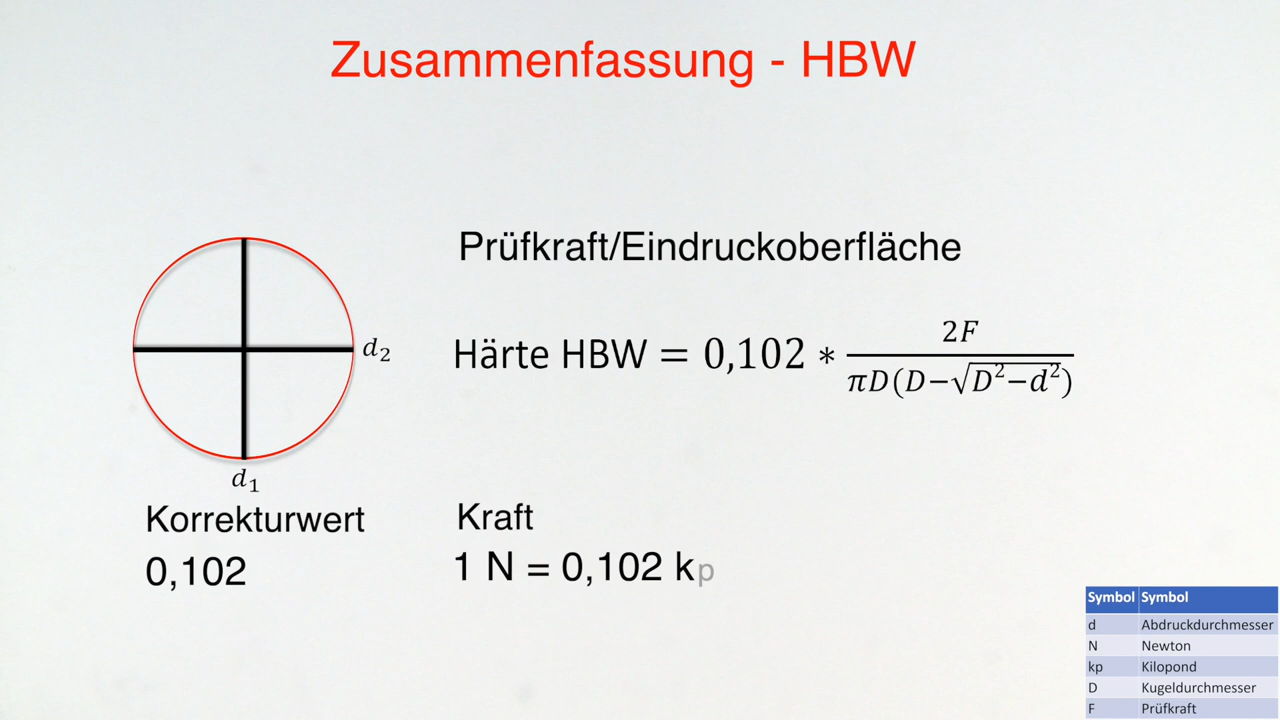 Zusammenfassung - HBW
Prüfkraft/Eindruckoberfläche
Härte HBW = 0,102 * 2F / πD(D−√D²−d²)
d₂
d₁
Korrekturwert
0,102
Kraft
1 N = 0,102 kp
Symbol Symbol
d Abdruckdurchmesser
N Newton
kp Kilopond
D Kugeldurchmesser
F Prüfkraft